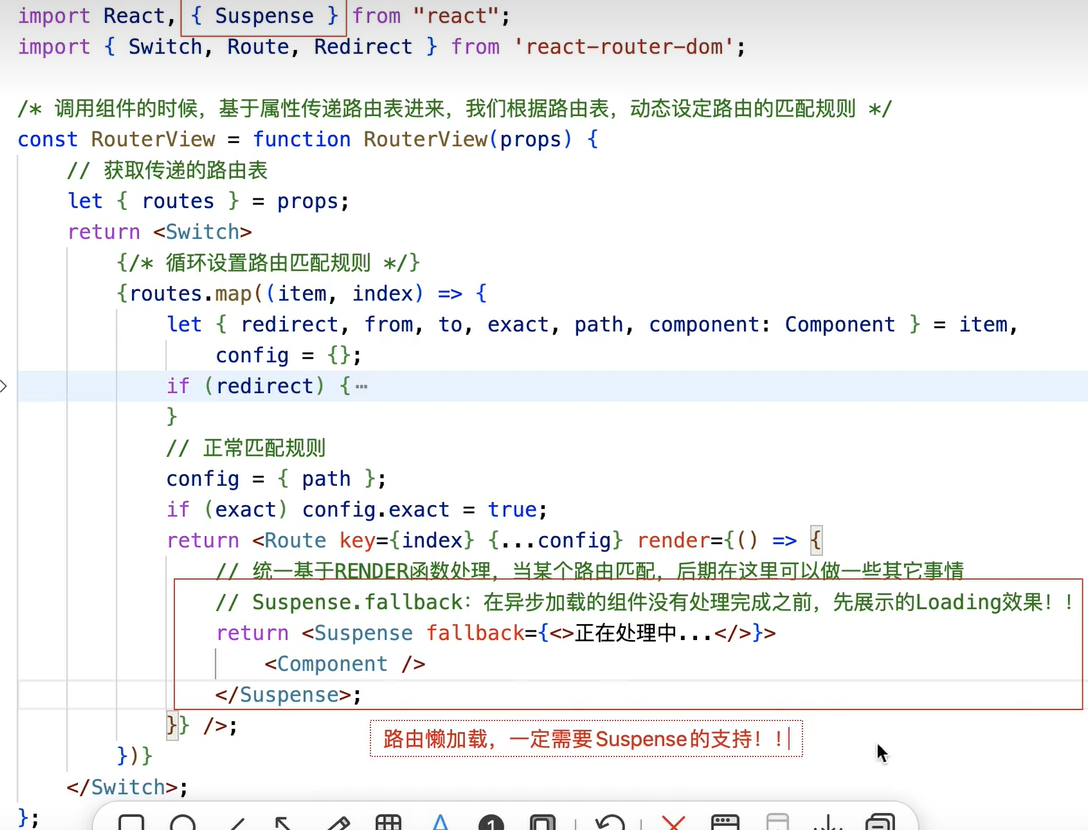 import React, { Suspense } from "react";
import { Switch, Route, Redirect } from 'react-router-dom';
/* 调用组件的时候，基于属性传递路由表进来，我们根据路由表，动态设定路由的匹配规则 */
const RouterView = function RouterView(props) {
// 获取传递的路由表
let { routes } = props;
return <Switch>
{/* 循环设置路由匹配规则 */}
{routes.map((item, index) => {
let { redirect, from, to, exact, path, component: Component } = item,
config = {};
if (redirect) {⋯
}
// 正常匹配规则
config = { path };
if (exact) config.exact = true;
return <Route key={index} {...config} render={() => {
// 统一基于RENDER函数处理，当某个路由匹配，后期在这里可以做一些其它事情
// Suspense.fallback：在异步加载的组件没有处理完成之前，先展示的Loading效果！！
return <Suspense fallback={<>正在处理中...</>}>
<Component />
</Suspense>;
}} />;
路由懒加载，一定需要Suspense的支持！！
})}
</Switch>;
};
A
1